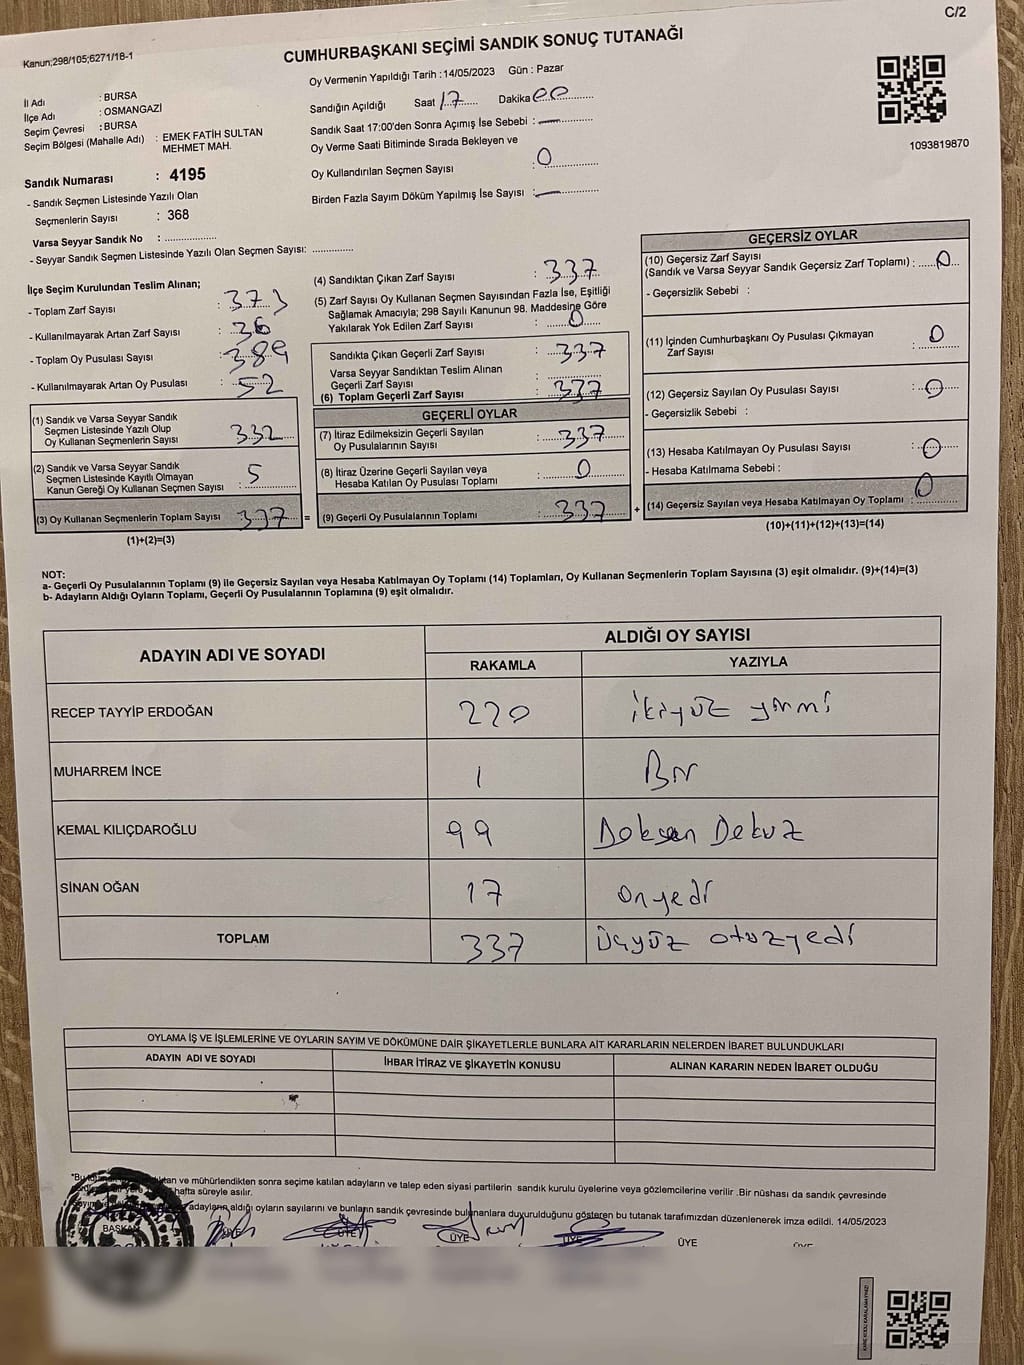 C/2
Kanun;298/105;6271/18-1
CUMHURBAŞKANI SEÇİMİ SANDIK SONUÇ TUTANAĞI
Oy Vermenin Yapıldığı Tarih : 14/05/2023 Gün : Pazar
İl Adı : BURSA
İlçe Adı : OSMANGAZİ
Seçim Çevresi : BURSA
Seçim Bölgesi (Mahalle Adı) : EMEK FATİH SULTAN
MEHMET MAH.
Sandık Numarası : 4195
- Sandık Seçmen Listesinde Yazılı Olan
Seçmenlerin Sayısı : 368
Varsa Seyyar Sandık No : ..................
- Seyyar Sandık Seçmen Listesinde Yazılı Olan Seçmen Sayısı: ..............
Sandığın Açıldığı Saat 17 Dakika 00
Sandık Saat 17:00'den Sonra Açımış İse Sebebi : —
Oy Verme Saati Bitiminde Sırada Bekleyen ve
Oy Kullandırılan Seçmen Sayısı : 0
Birden Fazla Sayım Döküm Yapılmış İse Sayısı : —
1093819870
İlçe Seçim Kurulundan Teslim Alınan;
- Toplam Zarf Sayısı : 373
- Kullanılmayarak Artan Zarf Sayısı : 36
- Toplam Oy Pusulası Sayısı : 389
- Kullanılmayarak Artan Oy Pusulası : 52
(1) Sandık ve Varsa Seyyar Sandık
Seçmen Listesinde Yazılı Olup
Oy Kullanan Seçmenlerin Sayısı 332
(2) Sandık ve Varsa Seyyar Sandık
Seçmen Listesinde Kayıtlı Olmayan
Kanun Gereği Oy Kullanan Seçmen Sayısı : 5
(3) Oy Kullanan Seçmenlerin Toplam Sayısı 337
(1)+(2)=(3)
(4) Sandıktan Çıkan Zarf Sayısı : 337
(5) Zarf Sayısı Oy Kullanan Seçmen Sayısından Fazla İse, Eşitliği
Sağlamak Amacıyla; 298 Sayılı Kanunun 98. Maddesine Göre
Yakılarak Yok Edilen Zarf Sayısı : 0
Sandıkta Çıkan Geçerli Zarf Sayısı : 337
Varsa Seyyar Sandıktan Teslim Alınan
Geçerli Zarf Sayısı :
(6) Toplam Geçerli Zarf Sayısı : 337
GEÇERLİ OYLAR
(7) İtiraz Edilmeksizin Geçerli Sayılan
Oy Pusulalarının Sayısı : 337
(8) İtiraz Üzerine Geçerli Sayılan veya
Hesaba Katılan Oy Pusulası Toplamı : 0
= (9) Geçerli Oy Pusulalarının Toplamı : 337 +
GEÇERSİZ OYLAR
(10) Geçersiz Zarf Sayısı
(Sandık ve Varsa Seyyar Sandık Geçersiz Zarf Toplamı) : 0
- Geçersizlik Sebebi :
(11) İçinden Cumhurbaşkanı Oy Pusulası Çıkmayan
Zarf Sayısı : 0
(12) Geçersiz Sayılan Oy Pusulası Sayısı : 0
- Geçersizlik Sebebi :
(13) Hesaba Katılmayan Oy Pusulası Sayısı : 0
- Hesaba Katılmama Sebebi :
(14) Geçersiz Sayılan veya Hesaba Katılmayan Oy Toplamı : 0
(10)+(11)+(12)+(13)=(14)
NOT:
a- Geçerli Oy Pusulalarının Toplamı (9) ile Geçersiz Sayılan veya Hesaba Katılmayan Oy Toplamı (14) Toplamları, Oy Kullanan Seçmenlerin Toplam Sayısına (3) eşit olmalıdır. (9)+(14)=(3)
b- Adayların Aldığı Oyların Toplamı, Geçerli Oy Pusulalarının Toplamına (9) eşit olmalıdır.
ADAYIN ADI VE SOYADI ALDIĞI OY SAYISI
RAKAMLA YAZIYLA
RECEP TAYYİP ERDOĞAN 220 ikiyüz yirmi
MUHARREM İNCE 1 Bir
KEMAL KILIÇDAROĞLU 99 Doksan Dokuz
SİNAN OĞAN 17 onyedi
TOPLAM 337 Üçyüz otuzyedi
OYLAMA İŞ VE İŞLEMLERİNE VE OYLARIN SAYIM VE DÖKÜMÜNE DAİR ŞİKAYETLERLE BUNLARA AİT KARARLARIN NELERDEN İBARET BULUNDUKLARI
ADAYIN ADI VE SOYADI İHBAR İTİRAZ VE ŞİKAYETİN KONUSU ALINAN KARARIN NEDEN İBARET OLDUĞU
ve mühürlendikten sonra seçime katılan adayların ve talep eden siyasi partilerin sandık kurulu üyelerine veya gözlemcilerine verilir .Bir nüshası da sandık çevresinde
hafta süreyle asılır.
adayların aldığı oyların sayılarını ve bunların sandık çevresinde bulunanlara duyurulduğunu gösteren bu tutanak tarafımızdan düzenlenerek imza edildi. 14/05/2023
BAŞKAN ÜYE ÜYE ÜYE